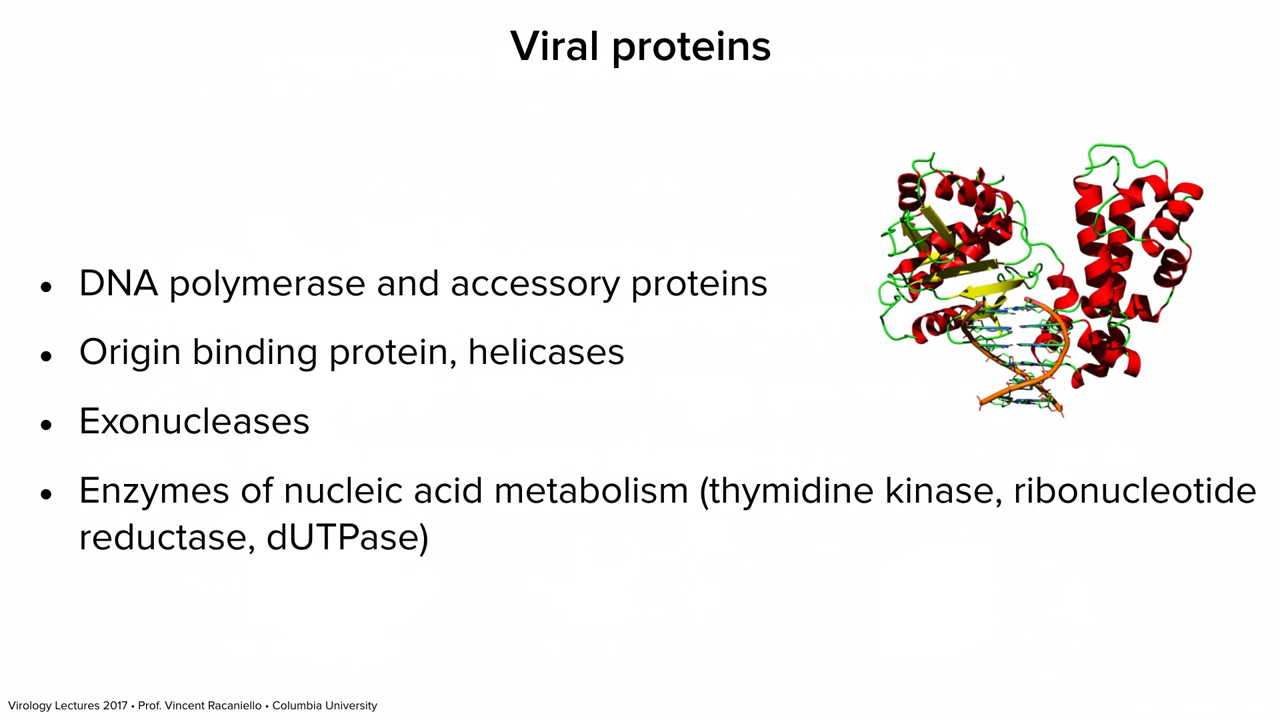 Viral proteins
• DNA polymerase and accessory proteins
• Origin binding protein, helicases
• Exonucleases
• Enzymes of nucleic acid metabolism (thymidine kinase, ribonucleotide
reductase, dUTPase)
Virology Lectures 2017 • Prof. Vincent Racaniello • Columbia University